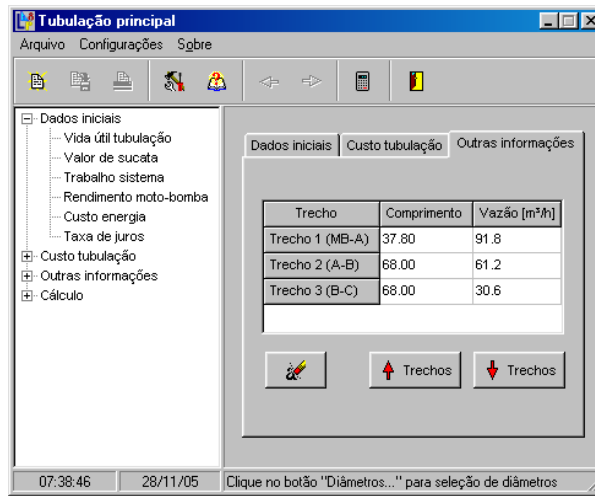 Tubulação principal
Arquivo Configurações Sobre
Dados iniciais
Vida útil tubulação
Valor de sucata
Trabalho sistema
Rendimento moto-bomba
Custo energia
Taxa de juros
Custo tubulação
Outras informações
Cálculo
Dados iniciais Custo tubulação Outras informações
Trecho Comprimento Vazão [m³/h]
Trecho 1 (MB-A) 37.80 91.8
Trecho 2 (A-B) 68.00 61.2
Trecho 3 (B-C) 68.00 30.6
Trechos Trechos
07:38:46 28/11/05 Clique no botão "Diâmetros..." para seleção de diâmetros